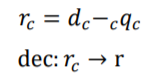 r_c = d_c −_c q_c
dec: r_c → r